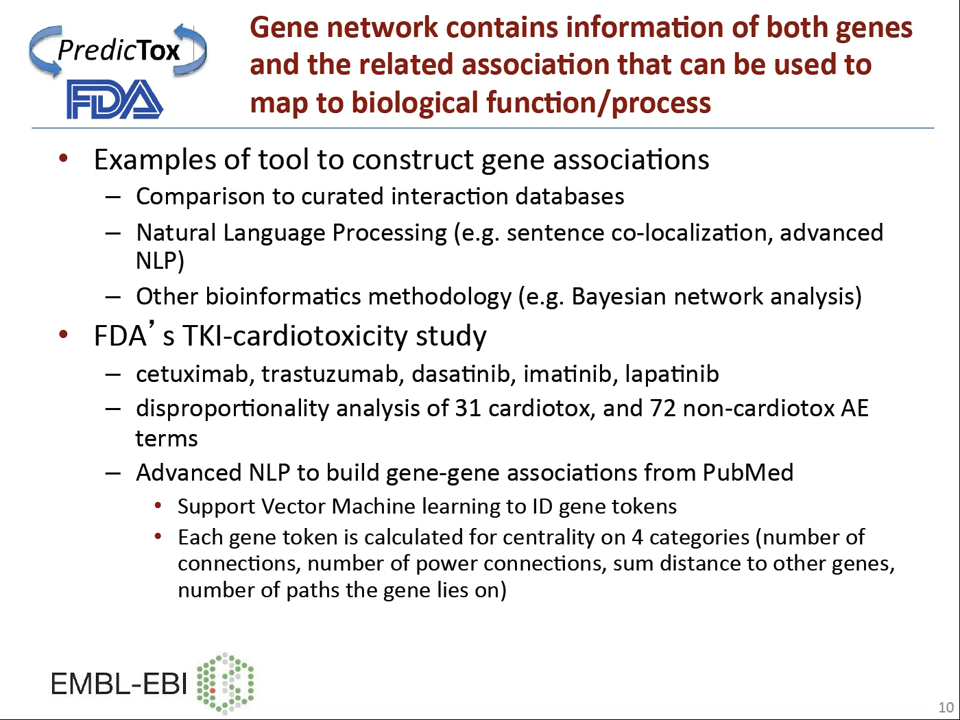 PredicTox
FDA
Gene network contains information of both genes
and the related association that can be used to
map to biological function/process
• Examples of tool to construct gene associations
– Comparison to curated interaction databases
– Natural Language Processing (e.g. sentence co-localization, advanced
NLP)
– Other bioinformatics methodology (e.g. Bayesian network analysis)
• FDA’s TKI-cardiotoxicity study
– cetuximab, trastuzumab, dasatinib, imatinib, lapatinib
– disproportionality analysis of 31 cardiotox, and 72 non-cardiotox AE
terms
– Advanced NLP to build gene-gene associations from PubMed
• Support Vector Machine learning to ID gene tokens
• Each gene token is calculated for centrality on 4 categories (number of
connections, number of power connections, sum distance to other genes,
number of paths the gene lies on)
EMBL-EBI
10